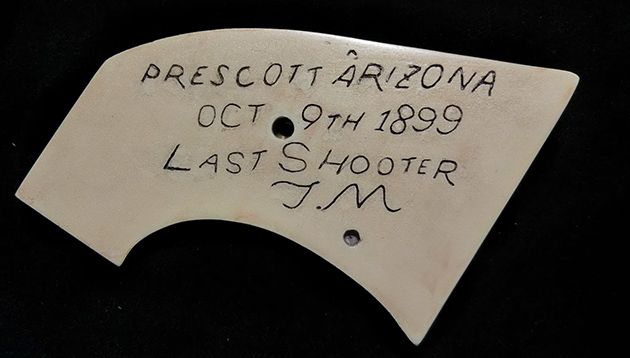 PRESCOTT ÂRIZONA
OCT 9TH 1899
LAST SHOOTER
J.M